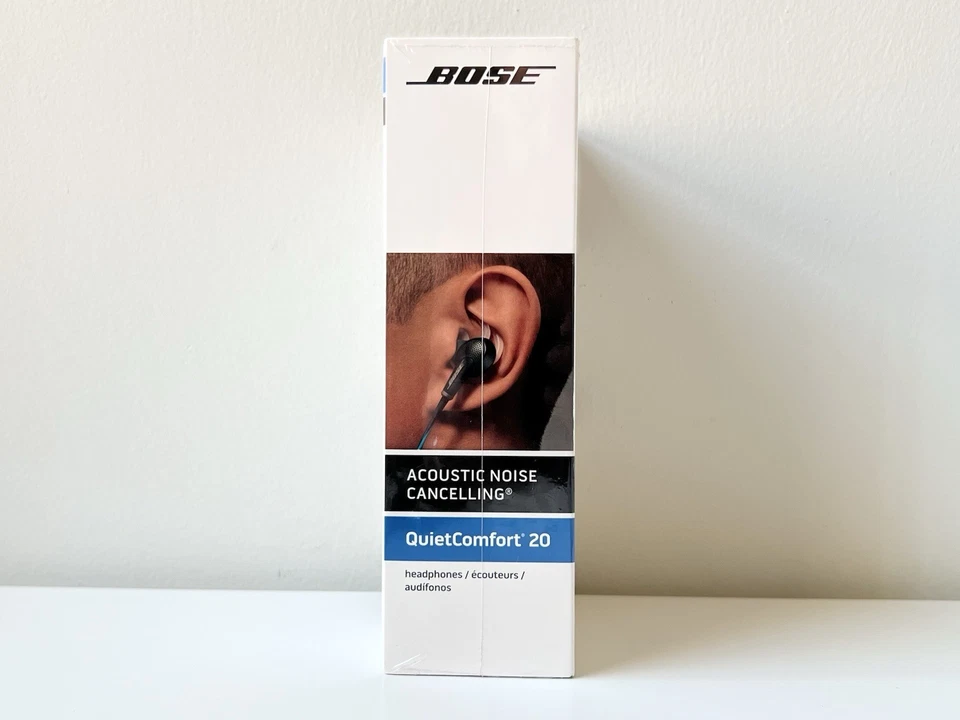 BOSE
ACOUSTIC NOISE
CANCELLING®
QuietComfort® 20
headphones / écouteurs /
audífonos